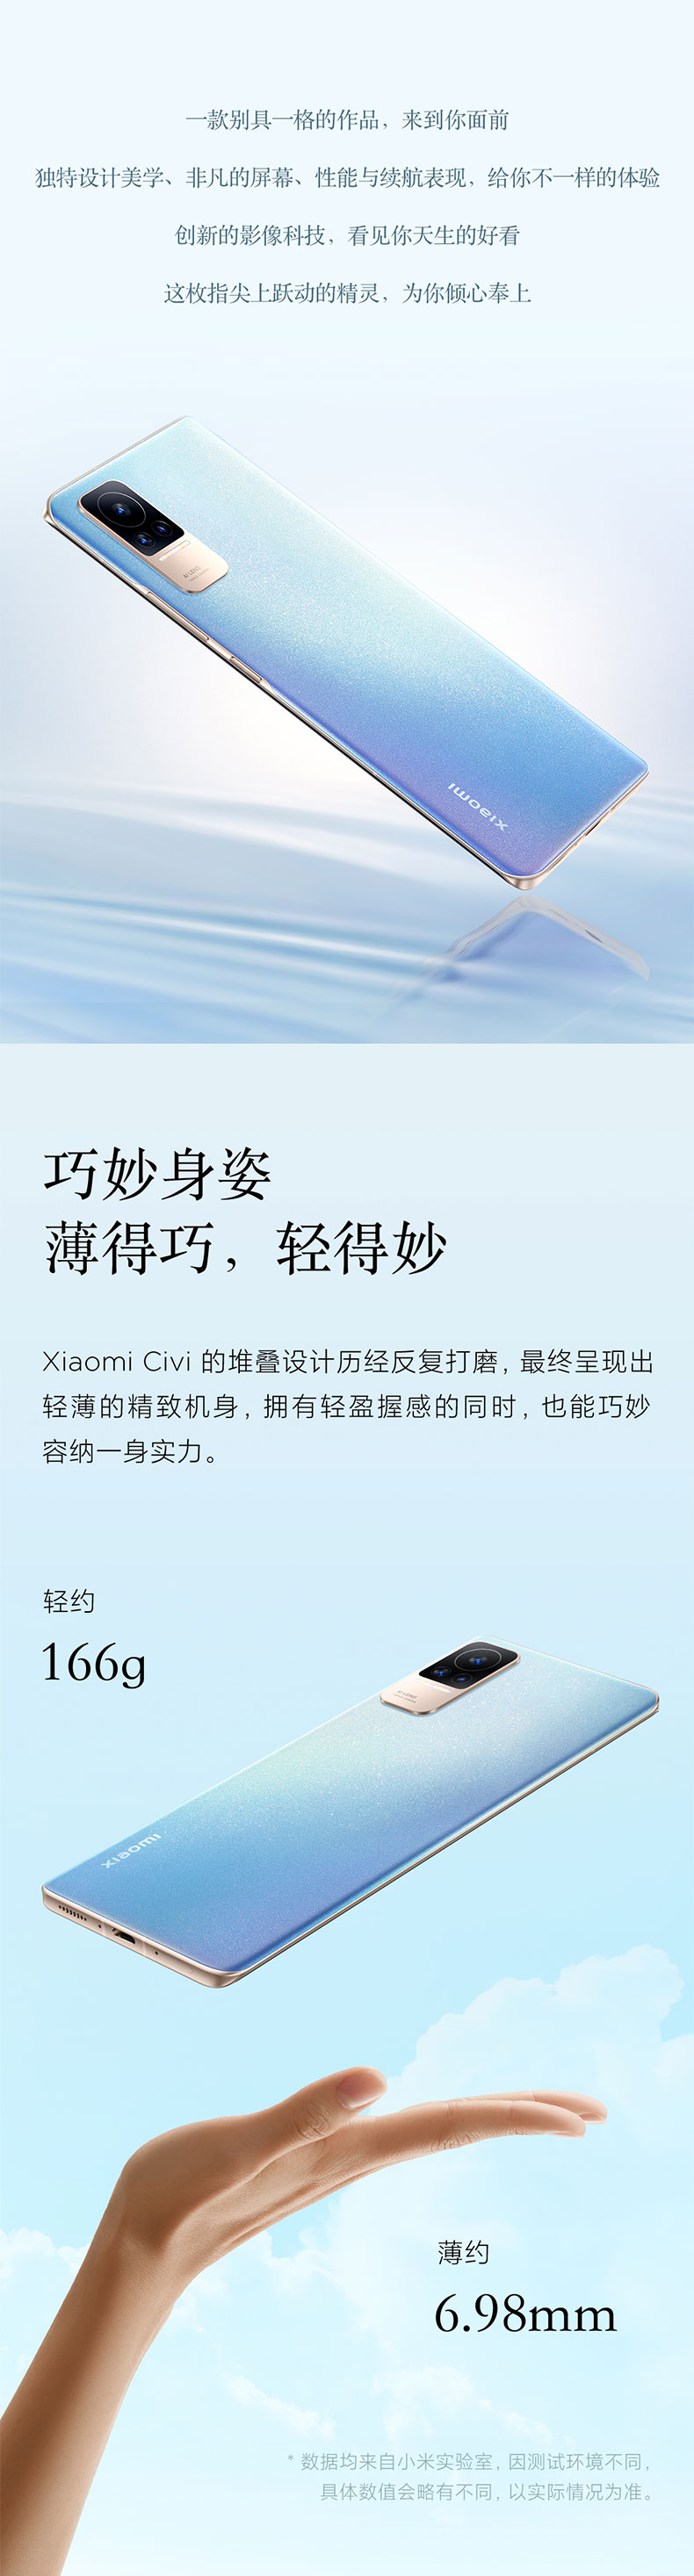 一款别具一格的作品，来到你面前
独特设计美学、非凡的屏幕、性能与续航表现，给你不一样的体验
创新的影像科技，看见你天生的好看
这枚指尖上跃动的精灵，为你倾心奉上
AI LENS
xiaomi
巧妙身姿
薄得巧，轻得妙
Xiaomi Civi 的堆叠设计历经反复打磨，最终呈现出
轻薄的精致机身，拥有轻盈握感的同时，也能巧妙
容纳一身实力。
轻约
166g
AI LENS
xiaomi
薄约
6.98mm
* 数据均来自小米实验室，因测试环境不同，
具体数值会略有不同，以实际情况为准。